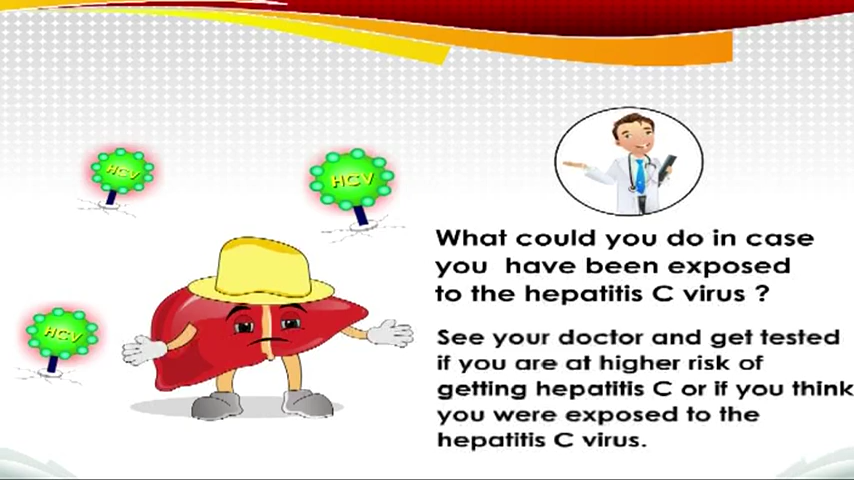 HCV
HCV
HCV
What could you do in case
you have been exposed
to the hepatitis C virus ?
See your doctor and get tested
if you are at higher risk of
getting hepatitis C or if you think
you were exposed to the
hepatitis C virus.